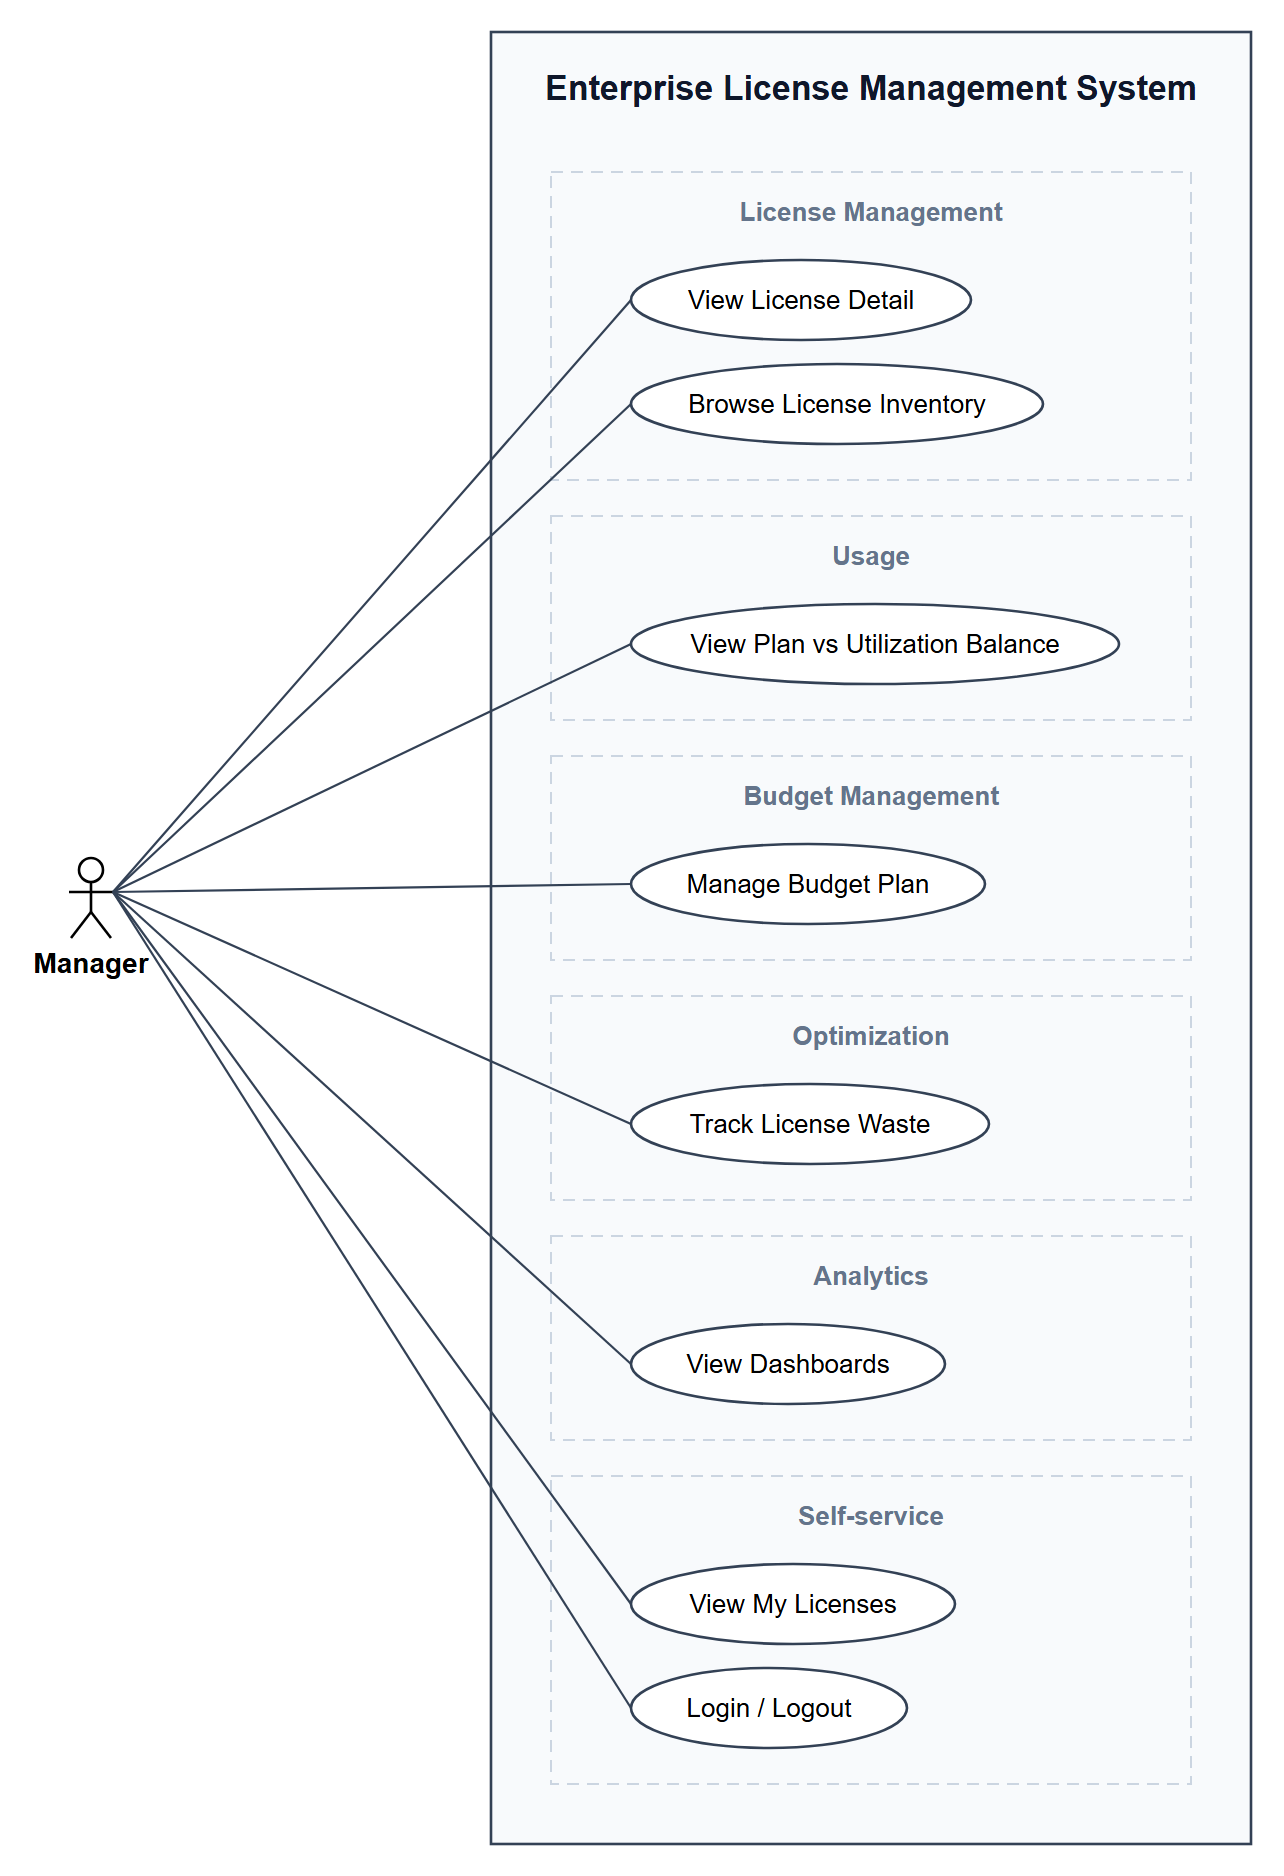 Enterprise License Management System
License Management
View License Detail
Browse License Inventory
Usage
View Plan vs Utilization Balance
Budget Management
Manage Budget Plan
Manager
Optimization
Track License Waste
Analytics
View Dashboards
Self-service
View My Licenses
Login / Logout